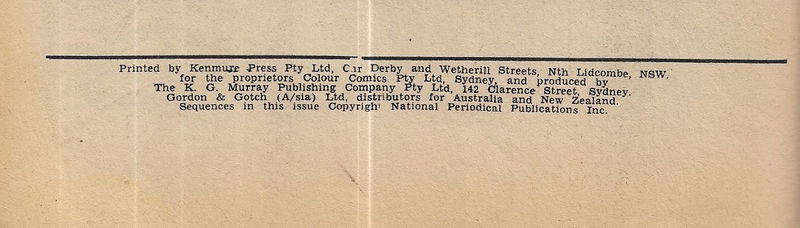 Printed by Kenmure Press Pty Ltd, Cnr Derby and Wetherill Streets, Nth Lidcombe, NSW,
for the proprietors Colour Comics Pty Ltd, Sydney, and produced by
The K. G. Murray Publishing Company Pty Ltd, 142 Clarence Street, Sydney.
Gordon & Gotch (A/sia) Ltd, distributors for Australia and New Zealand.
Sequences in this issue Copyright National Periodical Publications Inc.